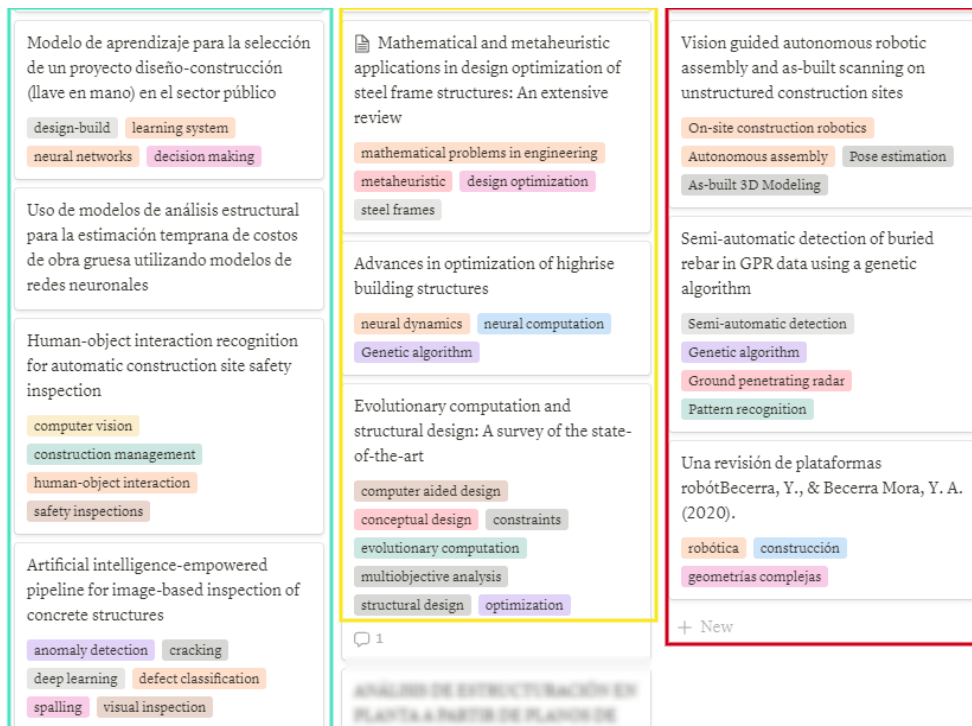 Modelo de aprendizaje para la selección
de un proyecto diseño-construcción
(llave en mano) en el sector público
design-build learning system
neural networks decision making
Uso de modelos de análisis estructural
para la estimación temprana de costos
de obra gruesa utilizando modelos de
redes neuronales
Human-object interaction recognition
for automatic construction site safety
inspection
computer vision
construction management
human-object interaction
safety inspections
Artificial intelligence-empowered
pipeline for image-based inspection of
concrete structures
anomaly detection cracking
deep learning defect classification
spalling visual inspection
Mathematical and metaheuristic
applications in design optimization of
steel frame structures: An extensive
review
mathematical problems in engineering
metaheuristic design optimization
steel frames
Advances in optimization of highrise
building structures
neural dynamics neural computation
Genetic algorithm
Evolutionary computation and
structural design: A survey of the state-
of-the-art
computer aided design
conceptual design constraints
evolutionary computation
multiobjective analysis
structural design optimization
1
ANÁLISIS DE ESTRUCTURACIÓN EN
PLANTA A PARTIR DE PLANOS DE
Vision guided autonomous robotic
assembly and as-built scanning on
unstructured construction sites
On-site construction robotics
Autonomous assembly Pose estimation
As-built 3D Modeling
Semi-automatic detection of buried
rebar in GPR data using a genetic
algorithm
Semi-automatic detection
Genetic algorithm
Ground penetrating radar
Pattern recognition
Una revisión de plataformas
robótBecerra, Y., & Becerra Mora, Y. A.
(2020).
robótica construcción
geometrías complejas
+ New